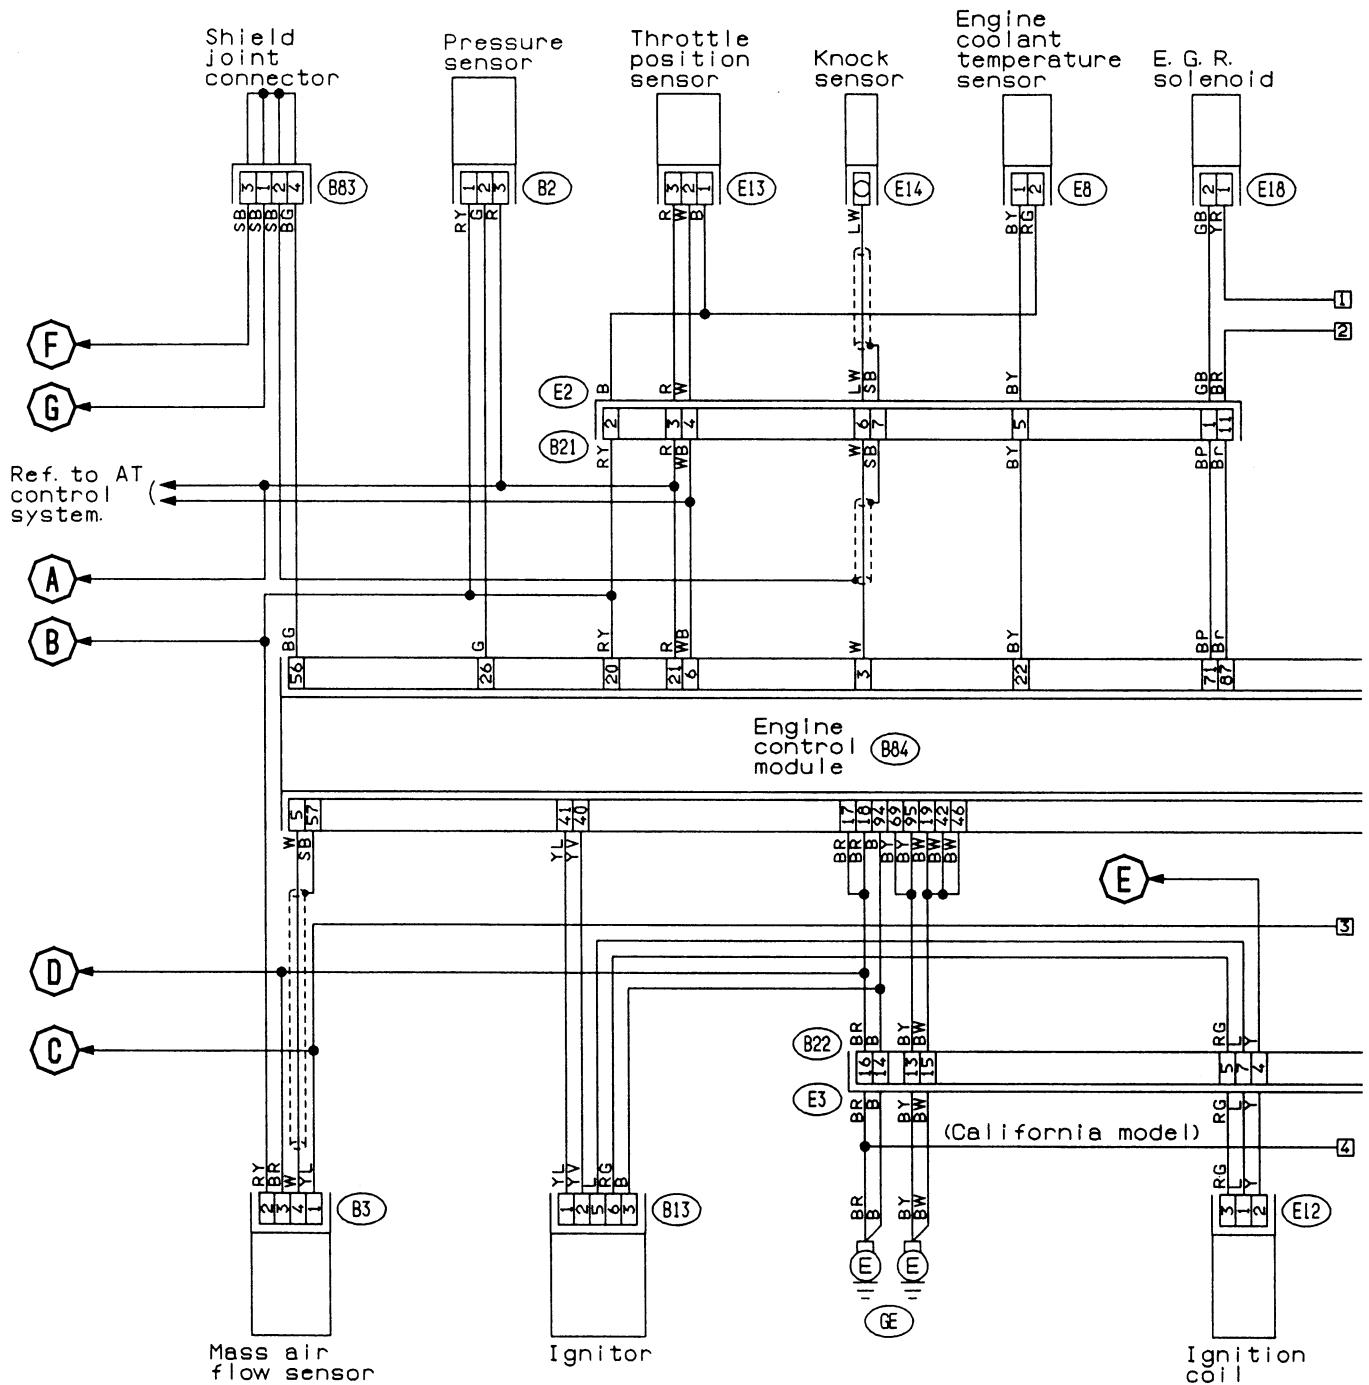 Shield
joint
connector
Pressure
sensor
Throttle
position
sensor
Knock
sensor
Engine
coolant
temperature
sensor
E. G. R.
solenoid
3 1 2 4
B83
1 2 3
B2
3 2 1
E13
E14
1 2
E8
2 1
E18
SB SB SB BG
RY G R
R W B
LW
BY RG
GB YR
1
2
F
G
E2
B R W LW SB BY GB BR
2 3 4 6 7 5 1 11
B21
RY R WB W SB BY BP Br
Ref. to AT
control
system.
A
B
BG G RY R WB W BY BP Br
56 26 20 21 6 3 22 71 87
Engine
control
module
B84
5 57 41 40 17 18 94 69 95 19 42 46
W SB YL YV BR BR B BY BY BW BW BW
E
3
D
C
BR B BY BW RG L Y
B22
16 14 13 15 5 7 4
E3
BR B BY BW RG L Y
(California model)
4
RY BR W YL
YL YV L RG B
BR B BY BW
RG L Y
2 3 4 1
B3
1 2 5 6 3
B13
3 1 2
E12
E E
GE
Mass air
flow sensor
Ignitor
Ignition
coil